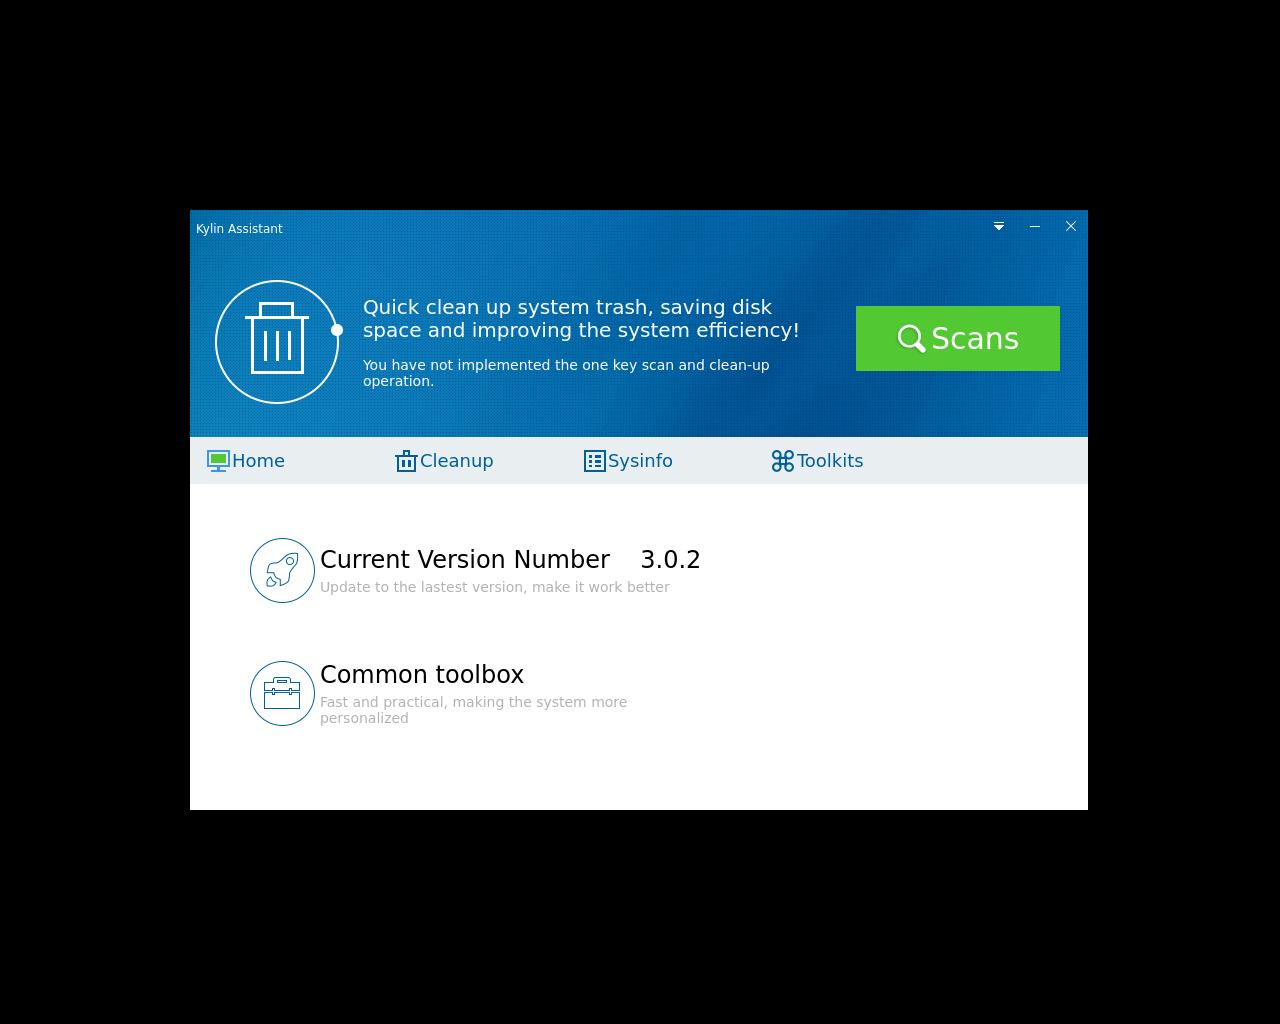 Kylin Assistant
Quick clean up system trash, saving disk
space and improving the system efficiency!
You have not implemented the one key scan and clean-up
operation.
Scans
Home
Cleanup
Sysinfo
Toolkits
Current Version Number 3.0.2
Update to the lastest version, make it work better
Common toolbox
Fast and practical, making the system more
personalized